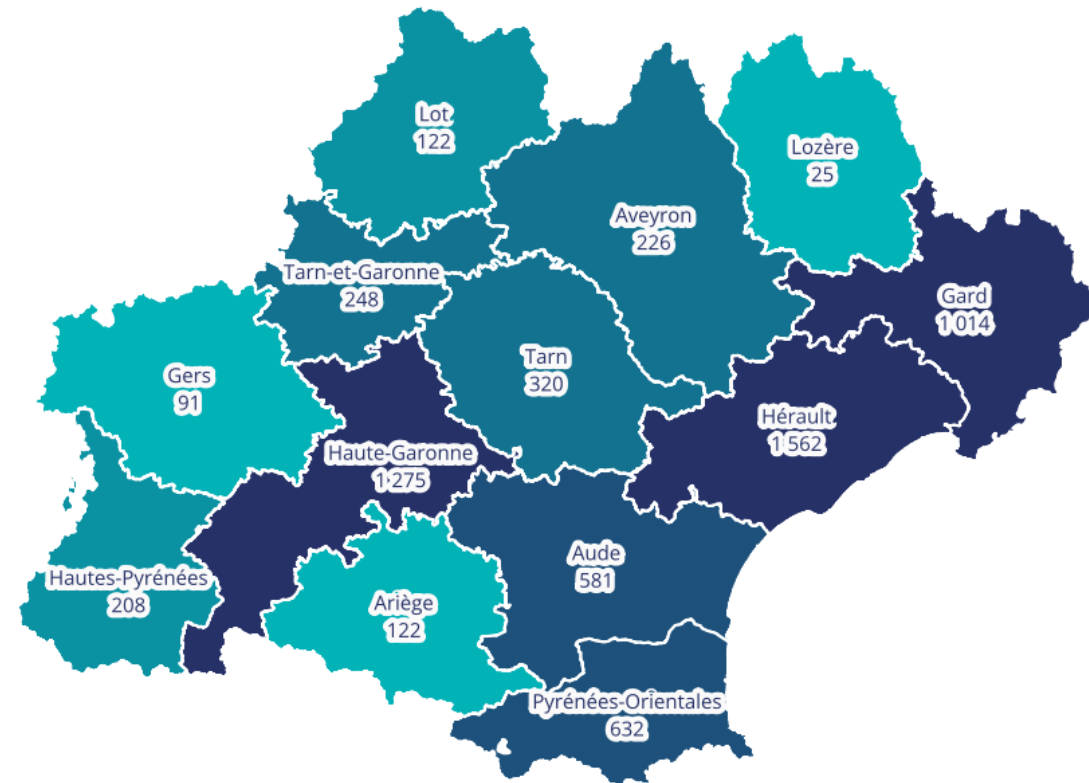 Lot
122
Lozère
25
Aveyron
226
Tarn-et-Garonne
248
Gard
1 014
Tarn
320
Gers
91
Hérault
1 562
Haute-Garonne
1 275
Aude
581
Hautes-Pyrénées
208
Ariège
122
Pyrénées-Orientales
632